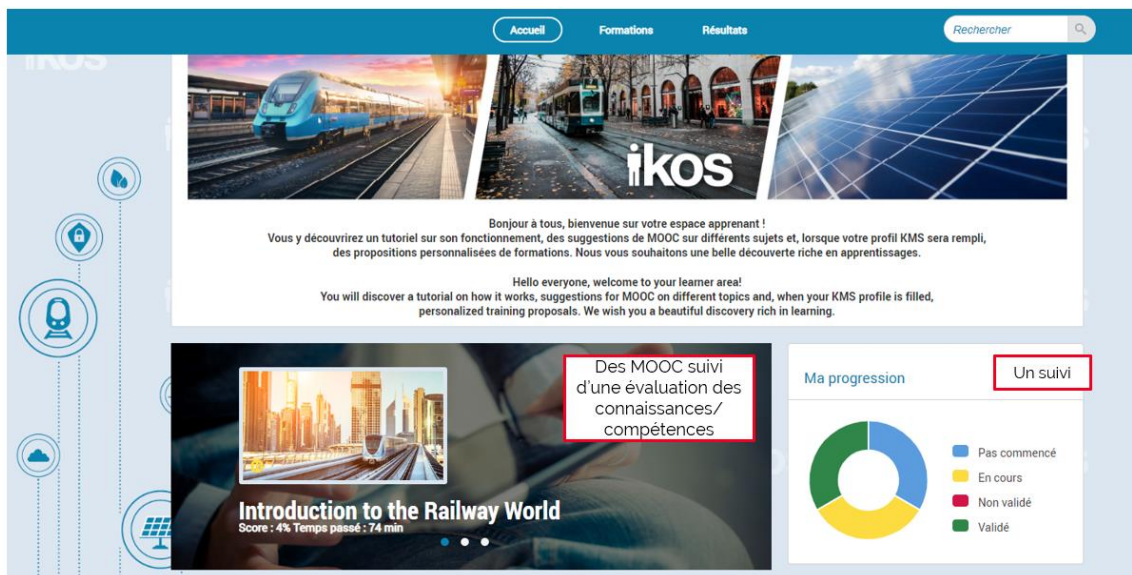 Accueil
Formations
Résultats
Rechercher
ikos
ikos
Bonjour à tous, bienvenue sur votre espace apprenant !
Vous y découvrirez un tutoriel sur son fonctionnement, des suggestions de MOOC sur différents sujets et, lorsque votre profil KMS sera rempli,
des propositions personnalisées de formations. Nous vous souhaitons une belle découverte riche en apprentissages.
Hello everyone, welcome to your learner area!
You will discover a tutorial on how it works, suggestions for MOOC on different topics and, when your KMS profile is filled,
personalized training proposals. We wish you a beautiful discovery rich in learning.
Des MOOC suivi
d'une évaluation des
connaissances/
compétences
Introduction to the Railway World
Score : 4% Temps passé : 74 min
Ma progression
Un suivi
Pas commencé
En cours
Non validé
Validé